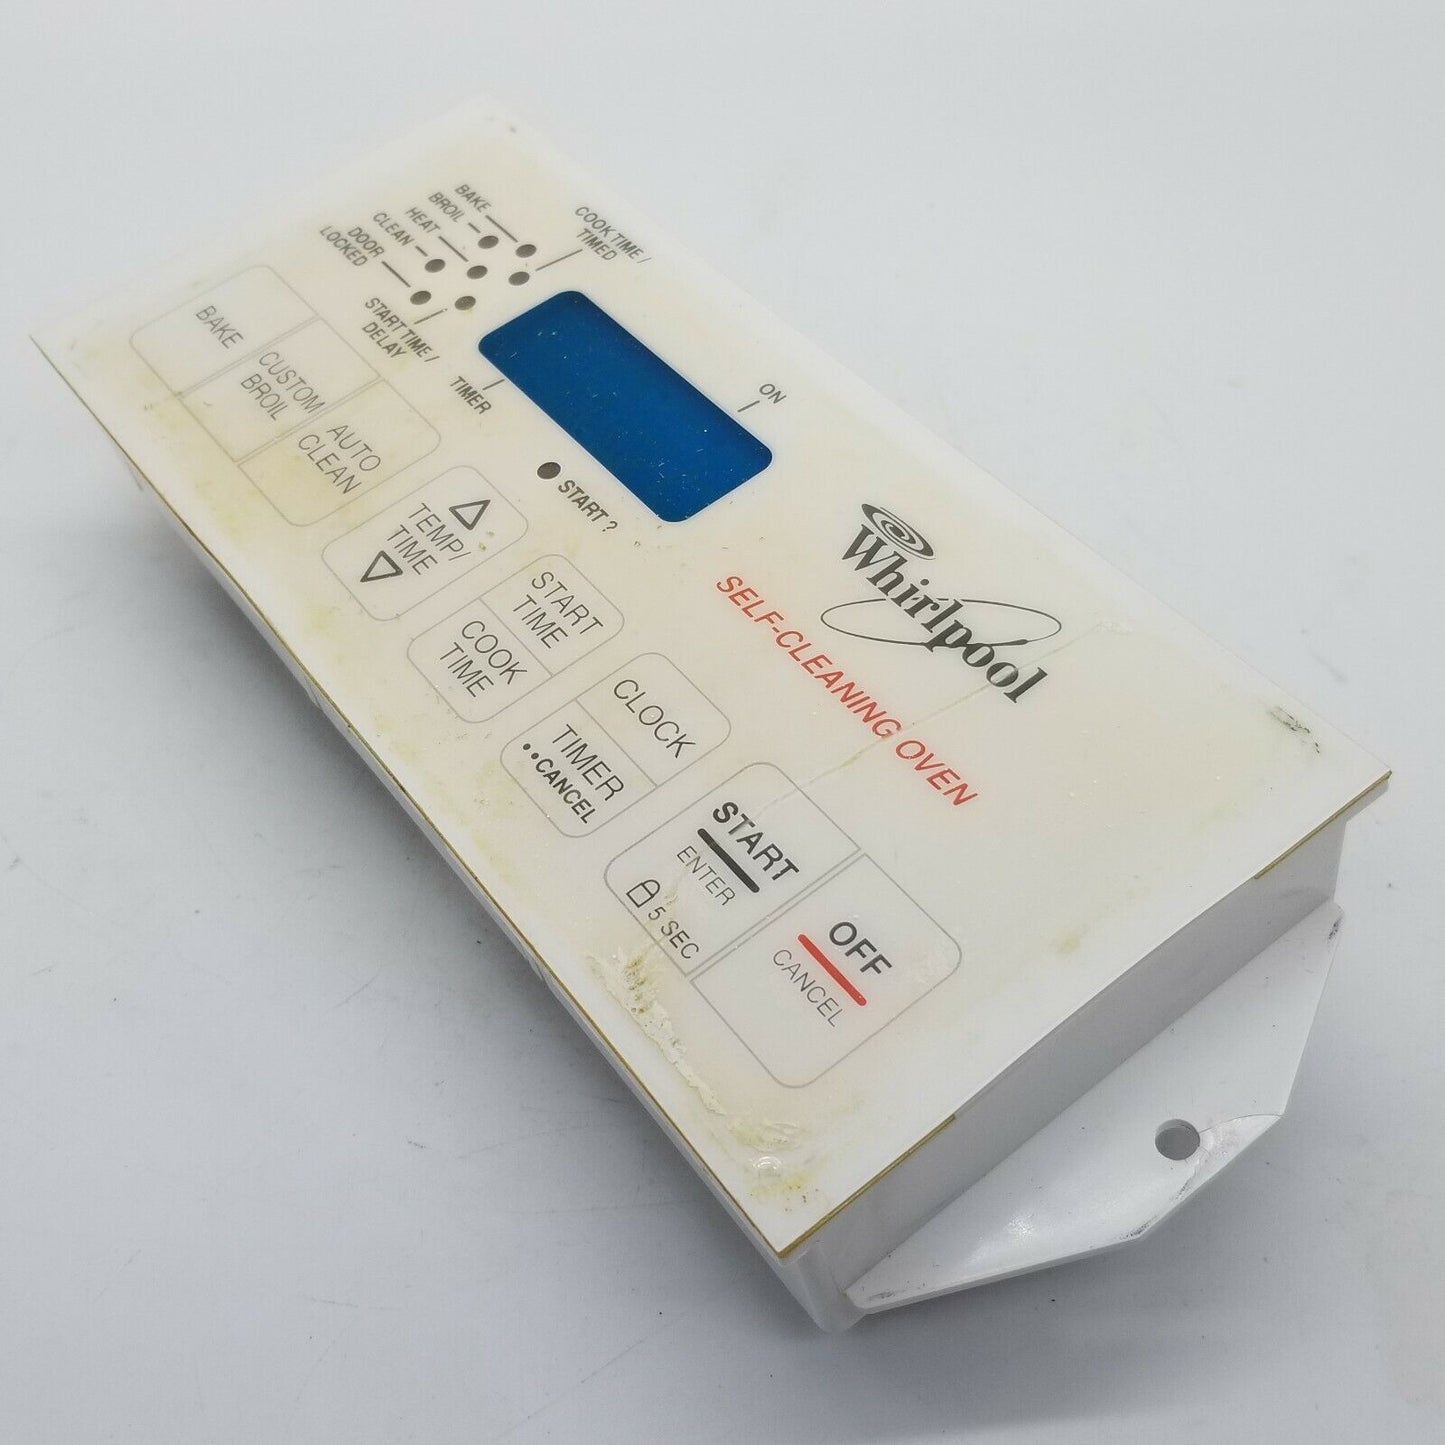 BAKE
BROIL
HEAT
CLEAN
DOOR
LOCKED
COOK TIME /
TIMED
START TIME /
DELAY
TIMER
ON
START ?
BAKE
CUSTOM
BROIL
AUTO
CLEAN
TEMP/
TIME
START
TIME
COOK
TIME
CLOCK
TIMER
••CANCEL
START
ENTER
5 SEC
OFF
CANCEL
Whirlpool
SELF-CLEANING OVEN